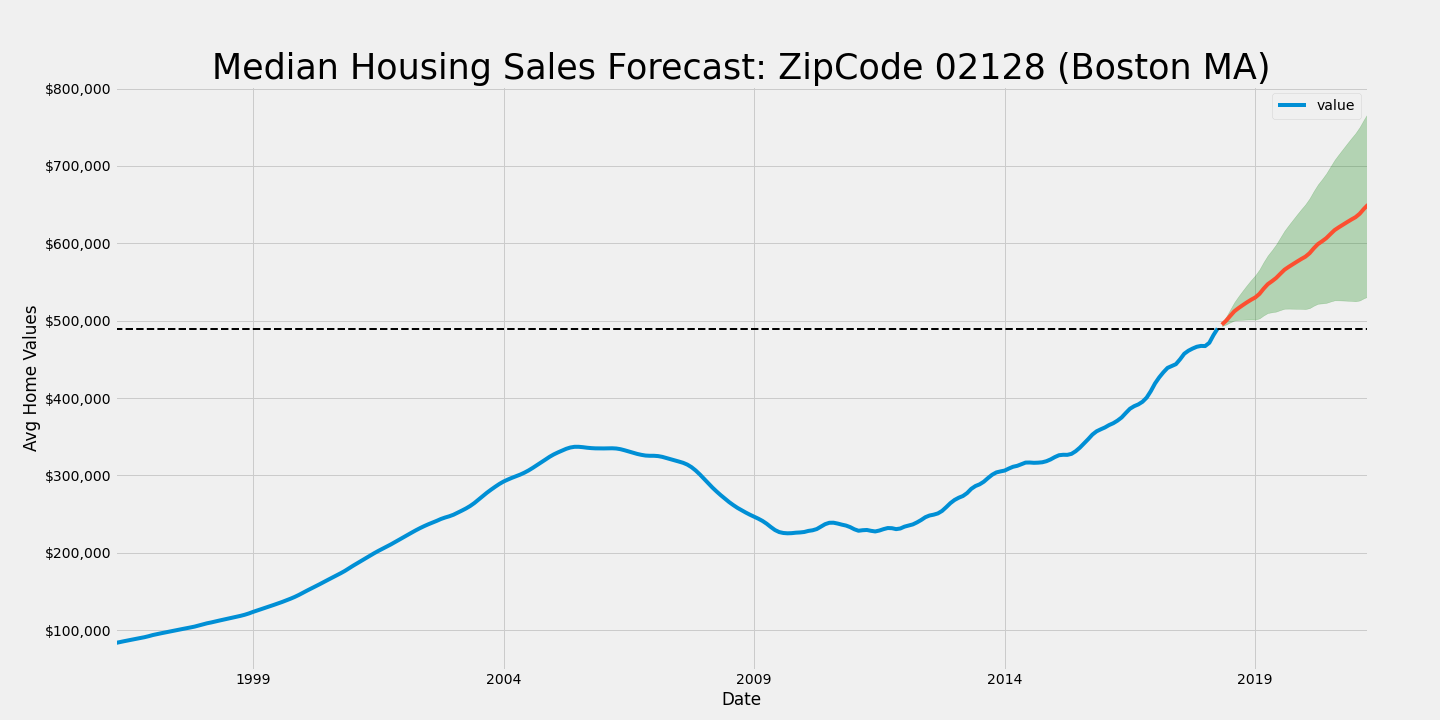 Median Housing Sales Forecast: ZipCode 02128 (Boston MA)
$800,000
value
$700,000
$600,000
$500,000
$400,000
$300,000
$200,000
$100,000
Avg Home Values
1999 2004 2009 2014 2019
Date